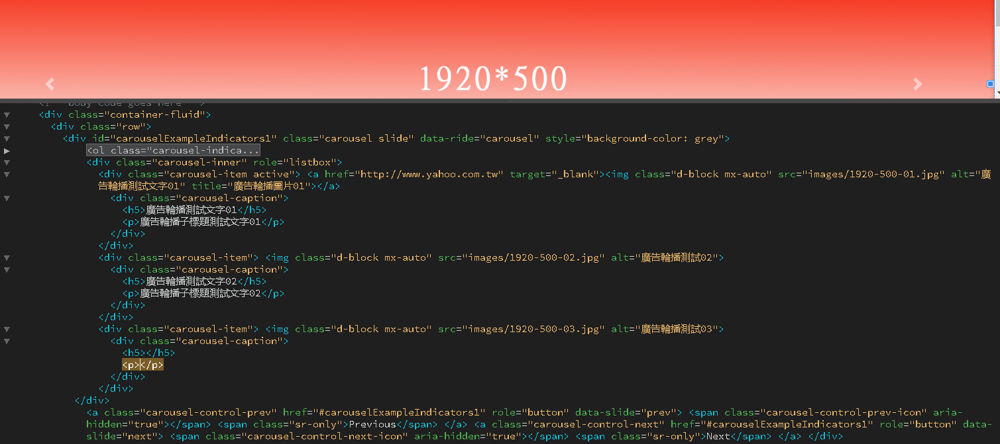 1920*500
<!-- body code goes here -->
<div class="container-fluid">
<div class="row">
<div id="carouselExampleIndicators1" class="carousel slide" data-ride="carousel" style="background-color: grey">
<ol class="carousel-indica...
<div class="carousel-inner" role="listbox">
<div class="carousel-item active"> <a href="http://www.yahoo.com.tw" target="_blank"><img class="d-block mx-auto" src="images/1920-500-01.jpg" alt="廣
告輪播測試文字01" title="廣告輪播圖片01"></a>
<div class="carousel-caption">
<h5>廣告輪播測試文字01</h5>
<p>廣告輪播子標題測試文字01</p>
</div>
</div>
<div class="carousel-item"> <img class="d-block mx-auto" src="images/1920-500-02.jpg" alt="廣告輪播測試02">
<div class="carousel-caption">
<h5>廣告輪播測試文字02</h5>
<p>廣告輪播子標題測試文字02</p>
</div>
</div>
<div class="carousel-item"> <img class="d-block mx-auto" src="images/1920-500-03.jpg" alt="廣告輪播測試03">
<div class="carousel-caption">
<h5></h5>
<p></p>
</div>
</div>
</div>
<a class="carousel-control-prev" href="#carouselExampleIndicators1" role="button" data-slide="prev"> <span class="carousel-control-prev-icon" aria-
hidden="true"></span> <span class="sr-only">Previous</span> </a> <a class="carousel-control-next" href="#carouselExampleIndicators1" role="button" data-
slide="next"> <span class="carousel-control-next-icon" aria-hidden="true"></span> <span class="sr-only">Next</span> </a> </div>